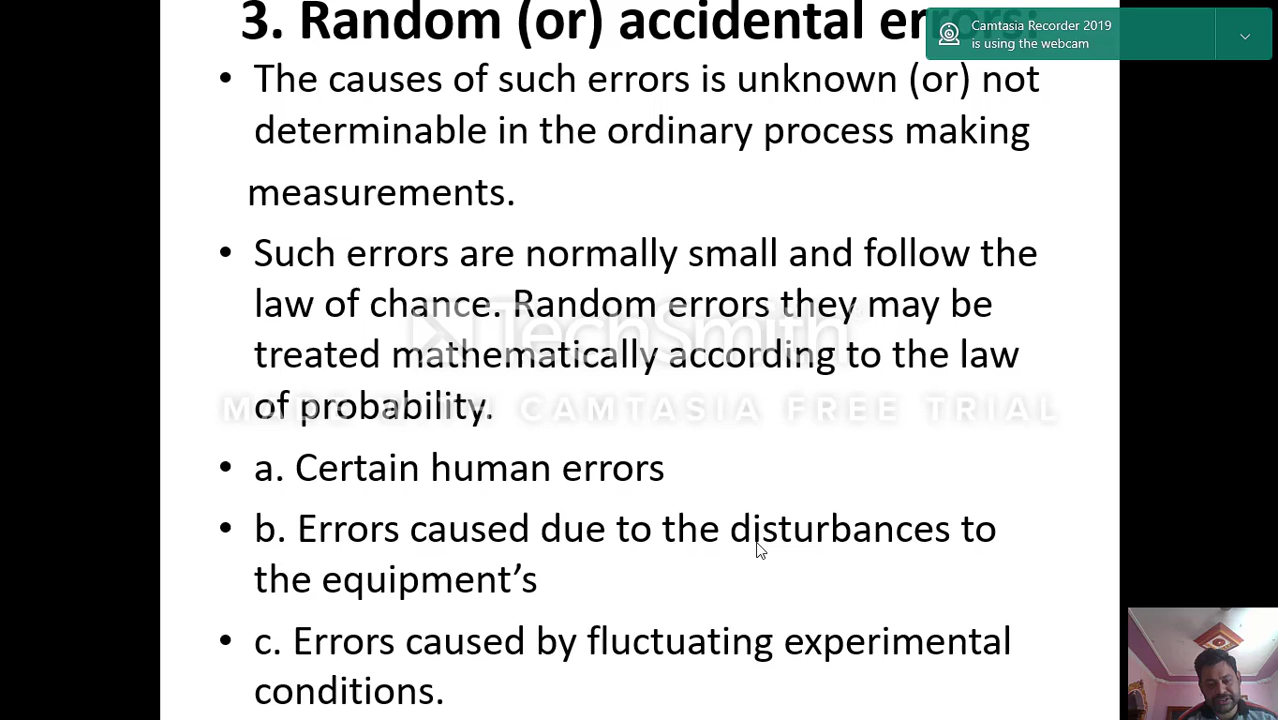 3. Random (or) accidental errors:
Camtasia Recorder 2019
is using the webcam
• The causes of such errors is unknown (or) not
determinable in the ordinary process making
measurements.
• Such errors are normally small and follow the
law of chance. Random errors they may be
treated mathematically according to the law
of probability.
TechSmith
MADE WITH CAMTASIA FREE TRIAL
• a. Certain human errors
• b. Errors caused due to the disturbances to
the equipment’s
• c. Errors caused by fluctuating experimental
conditions.